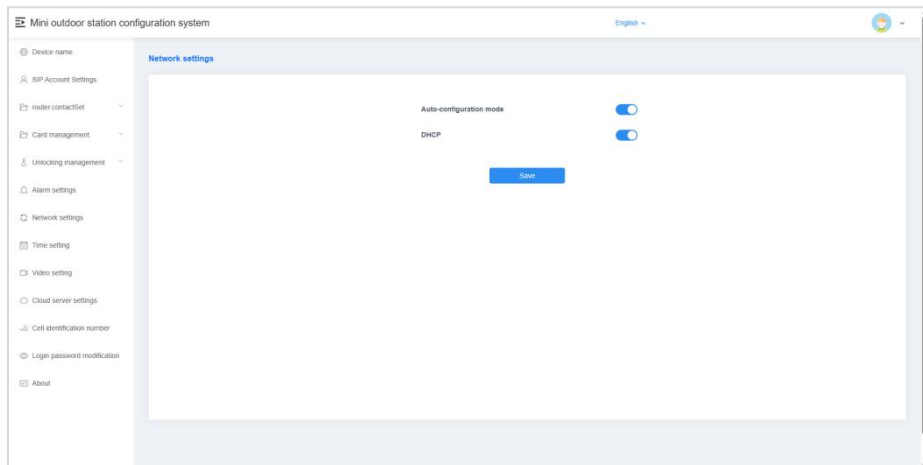 Mini outdoor station configuration system
English
Device name
SIP Account Settings
router.contactSet
Card management
Unlocking management
Alarm settings
Network settings
Time setting
Video setting
Cloud server settings
Cell identification number
Login password modification
About
Network settings
Auto-configuration mode
DHCP
Save